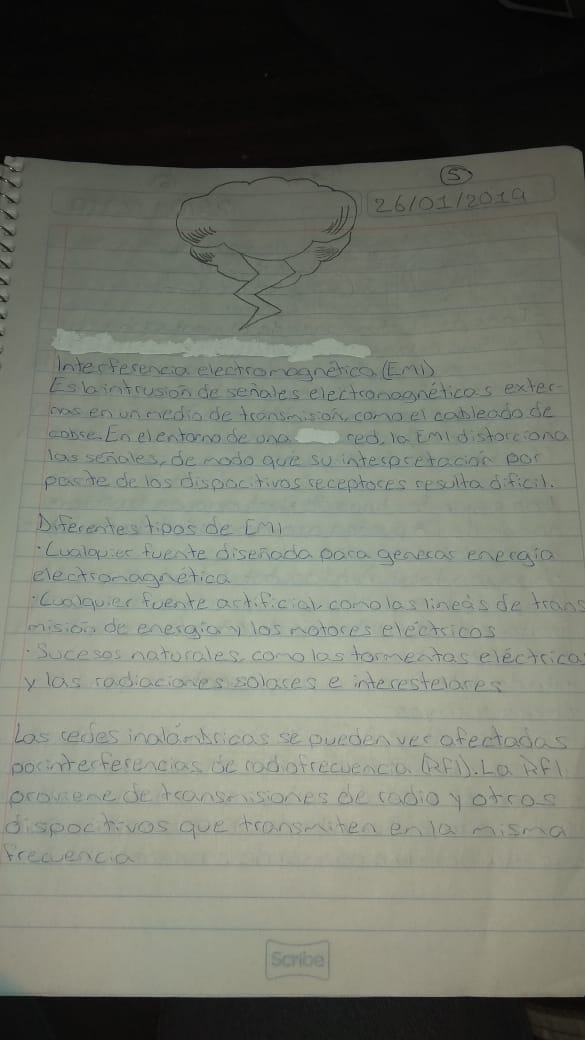 5
26/01/2019
Interferencia electromagnética (EMI)
Es la intrusión de señales electromagnéticas exter-
nas en un medio de transmisión, como el cableado de
cobre. En el entorno de una red, la EMI distorciona
las señales, de modo que su interpretación por
parte de los dispocitivos receptores resulta dificil.
Diferentes tipos de EMI
· Cualquier fuente diseñada para generar energía
electromagnética
· Cualquier fuente artificial, como las lineas de trans
misión de energía y los motores eléctricos
· Sucesos naturales, como las tormentas eléctricas
y las radiaciones solares e interestelares
Las redes inalámbricas se pueden ver afectadas
por interferencias de radiofrecuencia (RFI). La RFI
proviene de transmisiones de radio y otros
dispocitivos que transmiten en la misma
frecuencia
Scribe